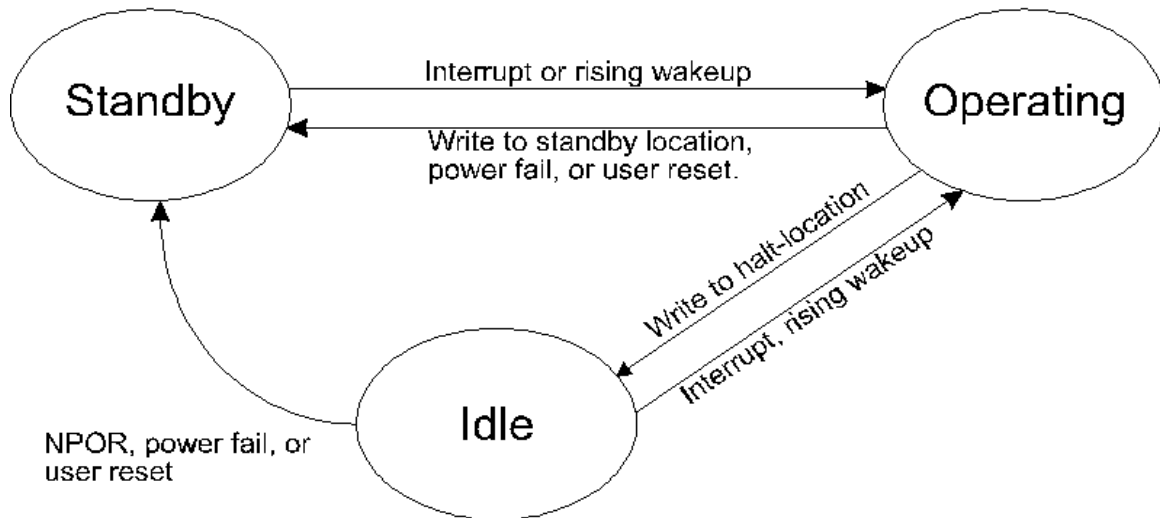 Standby
Interrupt or rising wakeup
Operating
Write to standby location,
power fail, or user reset.
Write to halt-location
Interrupt, rising wakeup
Idle
NPOR, power fail, or
user reset